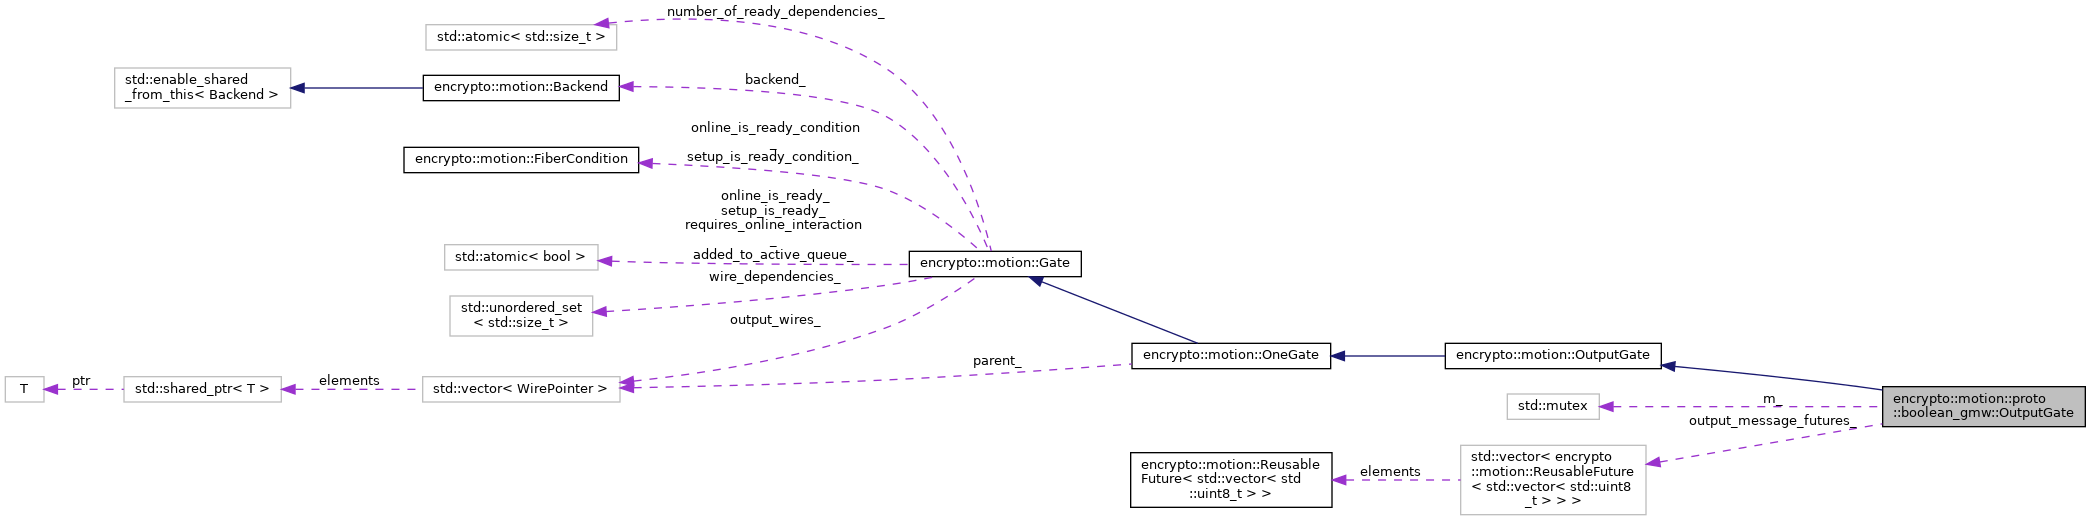 number_of_ready_dependencies_
std::atomic< std::size_t >
std::enable_shared
_from_this< Backend >
encrypto::motion::Backend
backend_
online_is_ready_condition
_
setup_is_ready_condition_
encrypto::motion::FiberCondition
online_is_ready_
setup_is_ready_
requires_online_interaction
_
added_to_active_queue_
std::atomic< bool >
encrypto::motion::Gate
wire_dependencies_
std::unordered_set
< std::size_t >
output_wires_
encrypto::motion::OneGate
encrypto::motion::OutputGate
parent_
T
ptr
std::shared_ptr< T >
elements
std::vector< WirePointer >
std::mutex
m_
encrypto::motion::proto
::boolean_gmw::OutputGate
output_message_futures_
encrypto::motion::Reusable
Future< std::vector< std
::uint8_t > >
elements
std::vector< encrypto
::motion::ReusableFuture
< std::vector< std::uint8
_t > > >